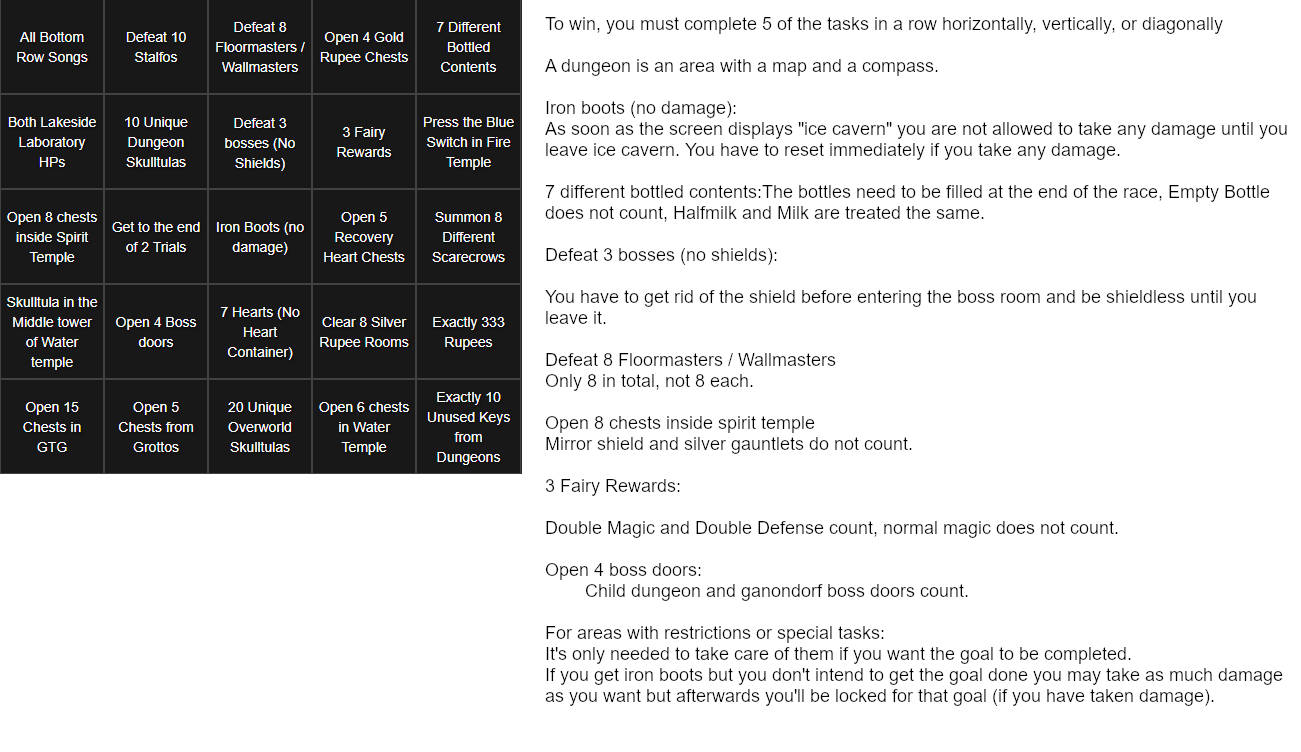 All Bottom
Row Songs
Defeat 10
Stalfos
Defeat 8
Floormasters /
Wallmasters
Open 4 Gold
Rupee Chests
7 Different
Bottled
Contents
Both Lakeside
Laboratory
HPs
10 Unique
Dungeon
Skulltulas
Defeat 3
bosses (No
Shields)
3 Fairy
Rewards
Press the Blue
Switch in Fire
Temple
Open 8 chests
inside Spirit
Temple
Get to the end
of 2 Trials
Iron Boots (no
damage)
Open 5
Recovery
Heart Chests
Summon 8
Different
Scarecrows
Skulltula in the
Middle tower
of Water
temple
Open 4 Boss
doors
7 Hearts (No
Heart
Container)
Clear 8 Silver
Rupee Rooms
Exactly 333
Rupees
Open 15
Chests in
GTG
Open 5
Chests from
Grottos
20 Unique
Overworld
Skulltulas
Open 6 chests
in Water
Temple
Exactly 10
Unused Keys
from
Dungeons
To win, you must complete 5 of the tasks in a row horizontally, vertically, or diagonally
A dungeon is an area with a map and a compass.
Iron boots (no damage):
As soon as the screen displays "ice cavern" you are not allowed to take any damage until you
leave ice cavern. You have to reset immediately if you take any damage.
7 different bottled contents:The bottles need to be filled at the end of the race, Empty Bottle
does not count, Halfmilk and Milk are treated the same.
Defeat 3 bosses (no shields):
You have to get rid of the shield before entering the boss room and be shieldless until you
leave it.
Defeat 8 Floormasters / Wallmasters
Only 8 in total, not 8 each.
Open 8 chests inside spirit temple
Mirror shield and silver gauntlets do not count.
3 Fairy Rewards:
Double Magic and Double Defense count, normal magic does not count.
Open 4 boss doors:
Child dungeon and ganondorf boss doors count.
For areas with restrictions or special tasks:
It's only needed to take care of them if you want the goal to be completed.
If you get iron boots but you don't intend to get the goal done you may take as much damage
as you want but afterwards you'll be locked for that goal (if you have taken damage).